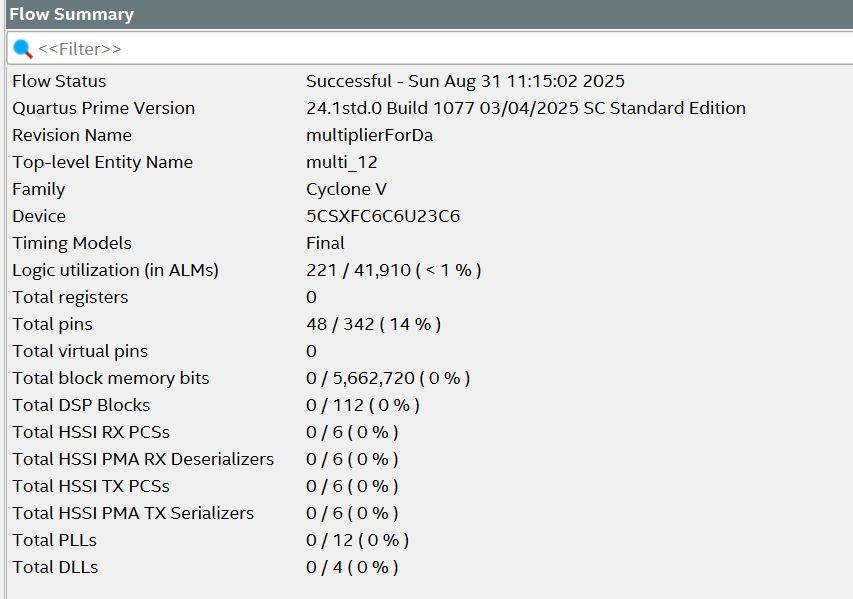 Flow Summary
<<Filter>>
Flow Status Successful - Sun Aug 31 11:15:02 2025
Quartus Prime Version 24.1std.0 Build 1077 03/04/2025 SC Standard Edition
Revision Name multiplierForDa
Top-level Entity Name multi_12
Family Cyclone V
Device 5CSXFC6C6U23C6
Timing Models Final
Logic utilization (in ALMs) 221 / 41,910 ( < 1 % )
Total registers 0
Total pins 48 / 342 ( 14 % )
Total virtual pins 0
Total block memory bits 0 / 5,662,720 ( 0 % )
Total DSP Blocks 0 / 112 ( 0 % )
Total HSSI RX PCSs 0 / 6 ( 0 % )
Total HSSI PMA RX Deserializers 0 / 6 ( 0 % )
Total HSSI TX PCSs 0 / 6 ( 0 % )
Total HSSI PMA TX Serializers 0 / 6 ( 0 % )
Total PLLs 0 / 12 ( 0 % )
Total DLLs 0 / 4 ( 0 % )